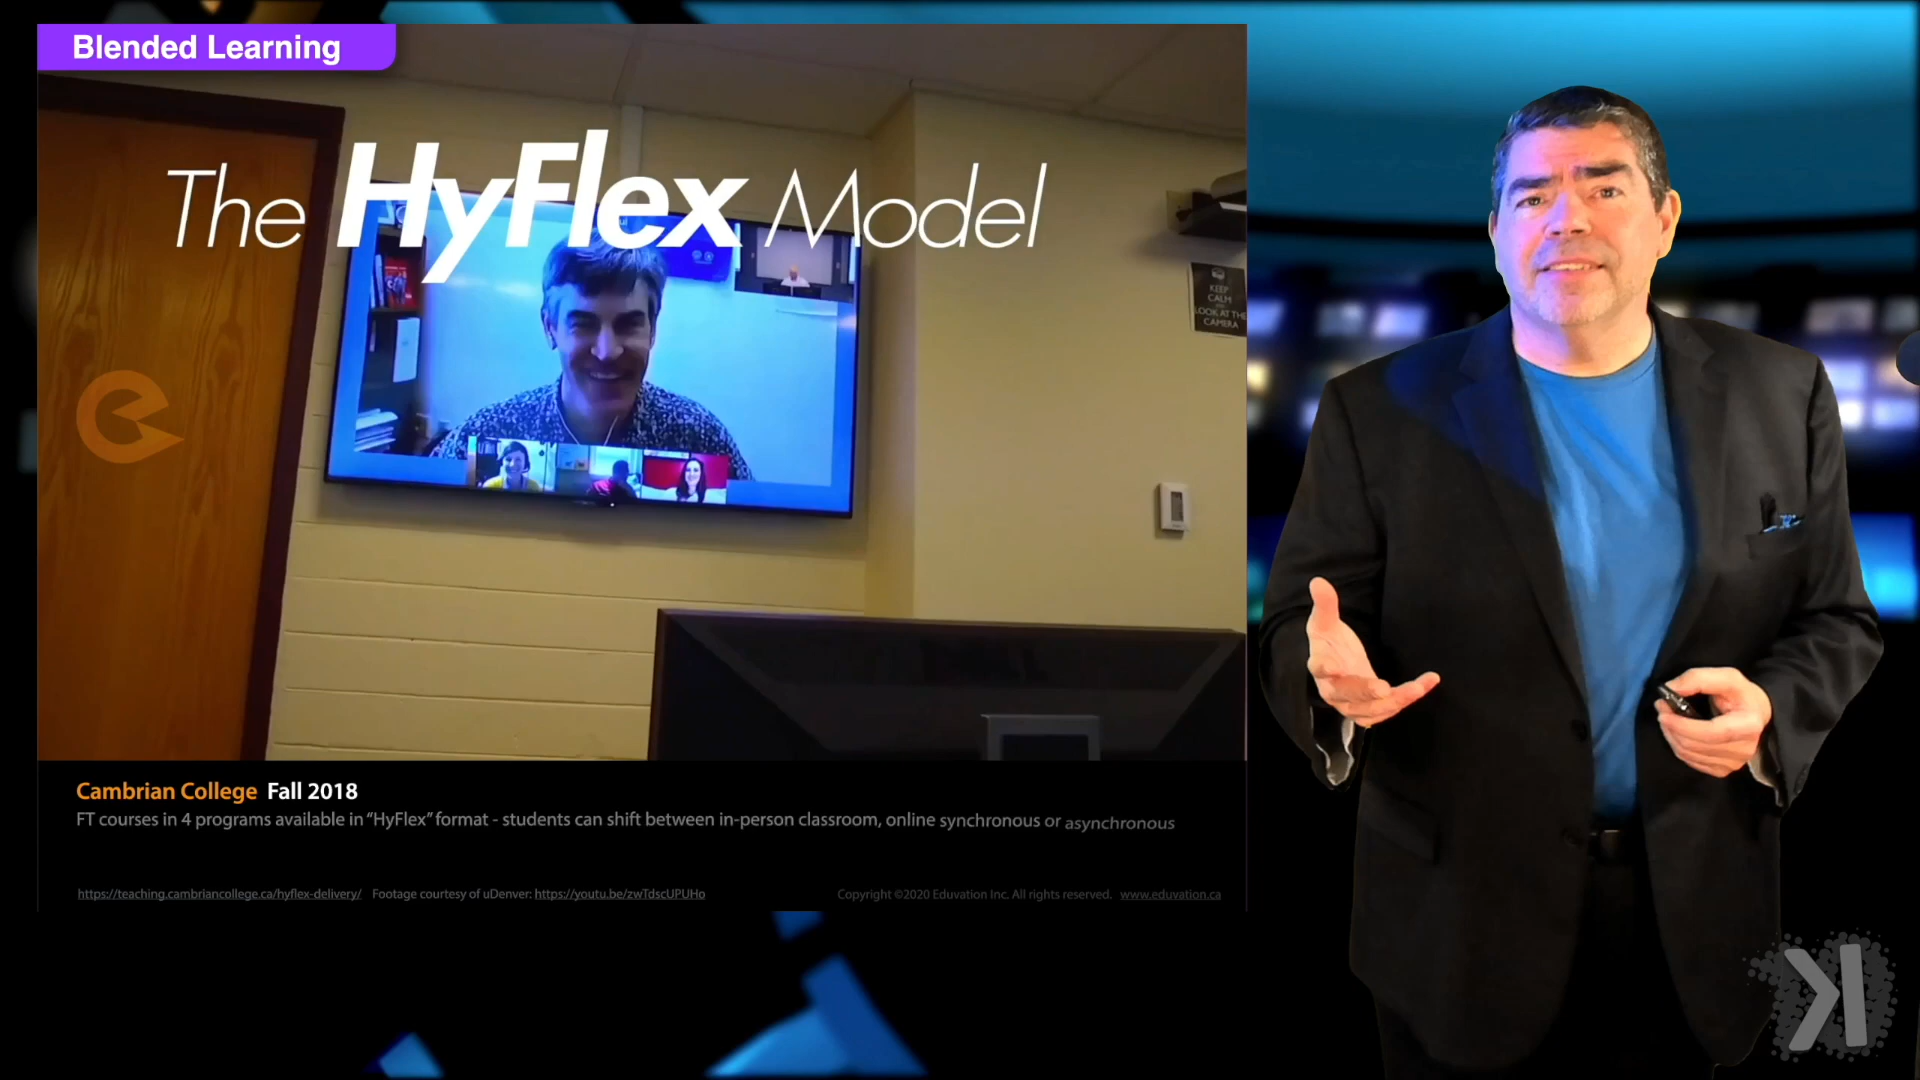 Blended Learning
The HyFlex Model
KEEP
CALM
LOOK AT THE
CAMERA
Cambrian College Fall 2018
FT courses in 4 programs available in “HyFlex” format - students can shift between in-person classroom, online synchronous or asynchronous
https://teaching.cambriancollege.ca/hyflex-delivery/ Footage courtesy of uDenver: https://youtu.be/zwTdscUPUHo
Copyright ©2020 Eduvation Inc. All rights reserved. www.eduvation.ca